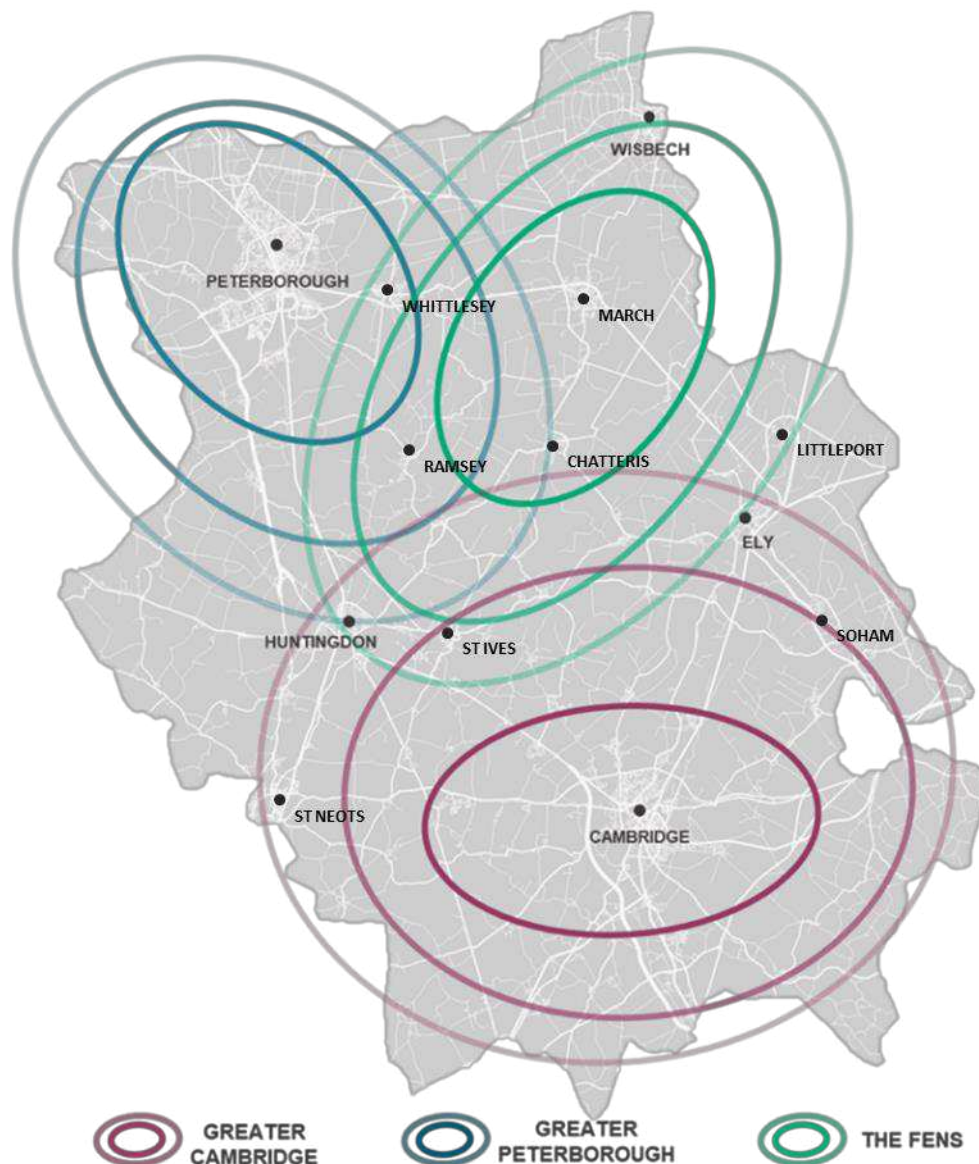 WISBECH
PETERBOROUGH
WHITTLESEY
MARCH
RAMSEY
CHATTERIS
LITTLEPORT
ELY
HUNTINGDON
ST IVES
SOHAM
ST NEOTS
CAMBRIDGE
GREATER
CAMBRIDGE
GREATER
PETERBOROUGH
THE FENS